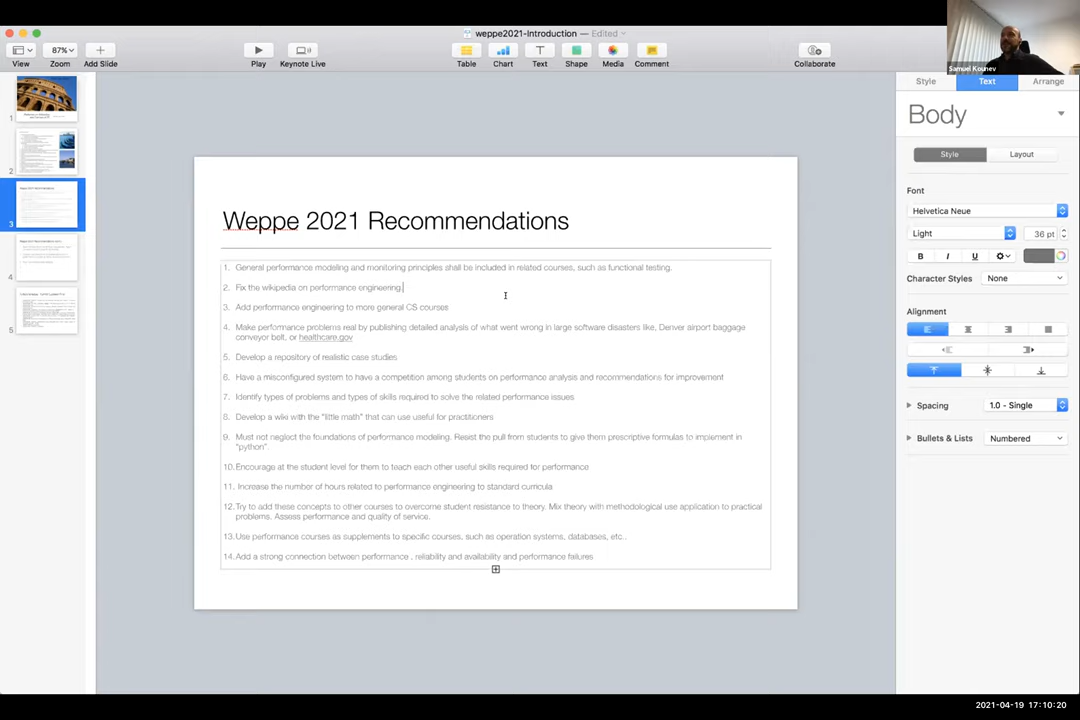 weppe2021-Introduction — Edited
View
87%
Zoom
Add Slide
Play
Keynote Live
Table
Chart
Text
Shape
Media
Comment
Collaborate
Samuel Kounev
Style
Text
Arrange
Body
Style
Layout
Font
Helvetica Neue
Light
36 pt
B I U
Character Styles None
Alignment
Spacing 1.0 - Single
Bullets & Lists Numbered
1
2
3
4
5
Weppe 2021 Recommendations
1. General performance modeling and monitoring principles shall be included in related courses, such as functional testing.
2. Fix the wikipedia on performance engineering
3. Add performance engineering to more general CS courses
4. Make performance problems real by publishing detailed analysis of what went wrong in large software disasters like, Denver airport baggage
conveyor belt, or healthcare.gov
5. Develop a repository of realistic case studies
6. Have a misconfigured system to have a competition among students on performance analysis and recommendations for improvement
7. Identify types of problems and types of skills required to solve the related performance issues
8. Develop a wiki with the "little math" that can use useful for practitioners
9. Must not neglect the foundations of performance modeling. Resist the pull from students to give them prescriptive formulas to implement in
"python".
10. Encourage at the student level for them to teach each other useful skills required for performance
11. Increase the number of hours related to performance engineering to standard curricula
12. Try to add these concepts to other courses to overcome student resistance to theory. Mix theory with methodological use application to practical
problems. Assess performance and quality of service.
13. Use performance courses as supplements to specific courses, such as operation systems, databases, etc..
14. Add a strong connection between performance , reliability and availability and performance failures
2021-04-19 17:10:20